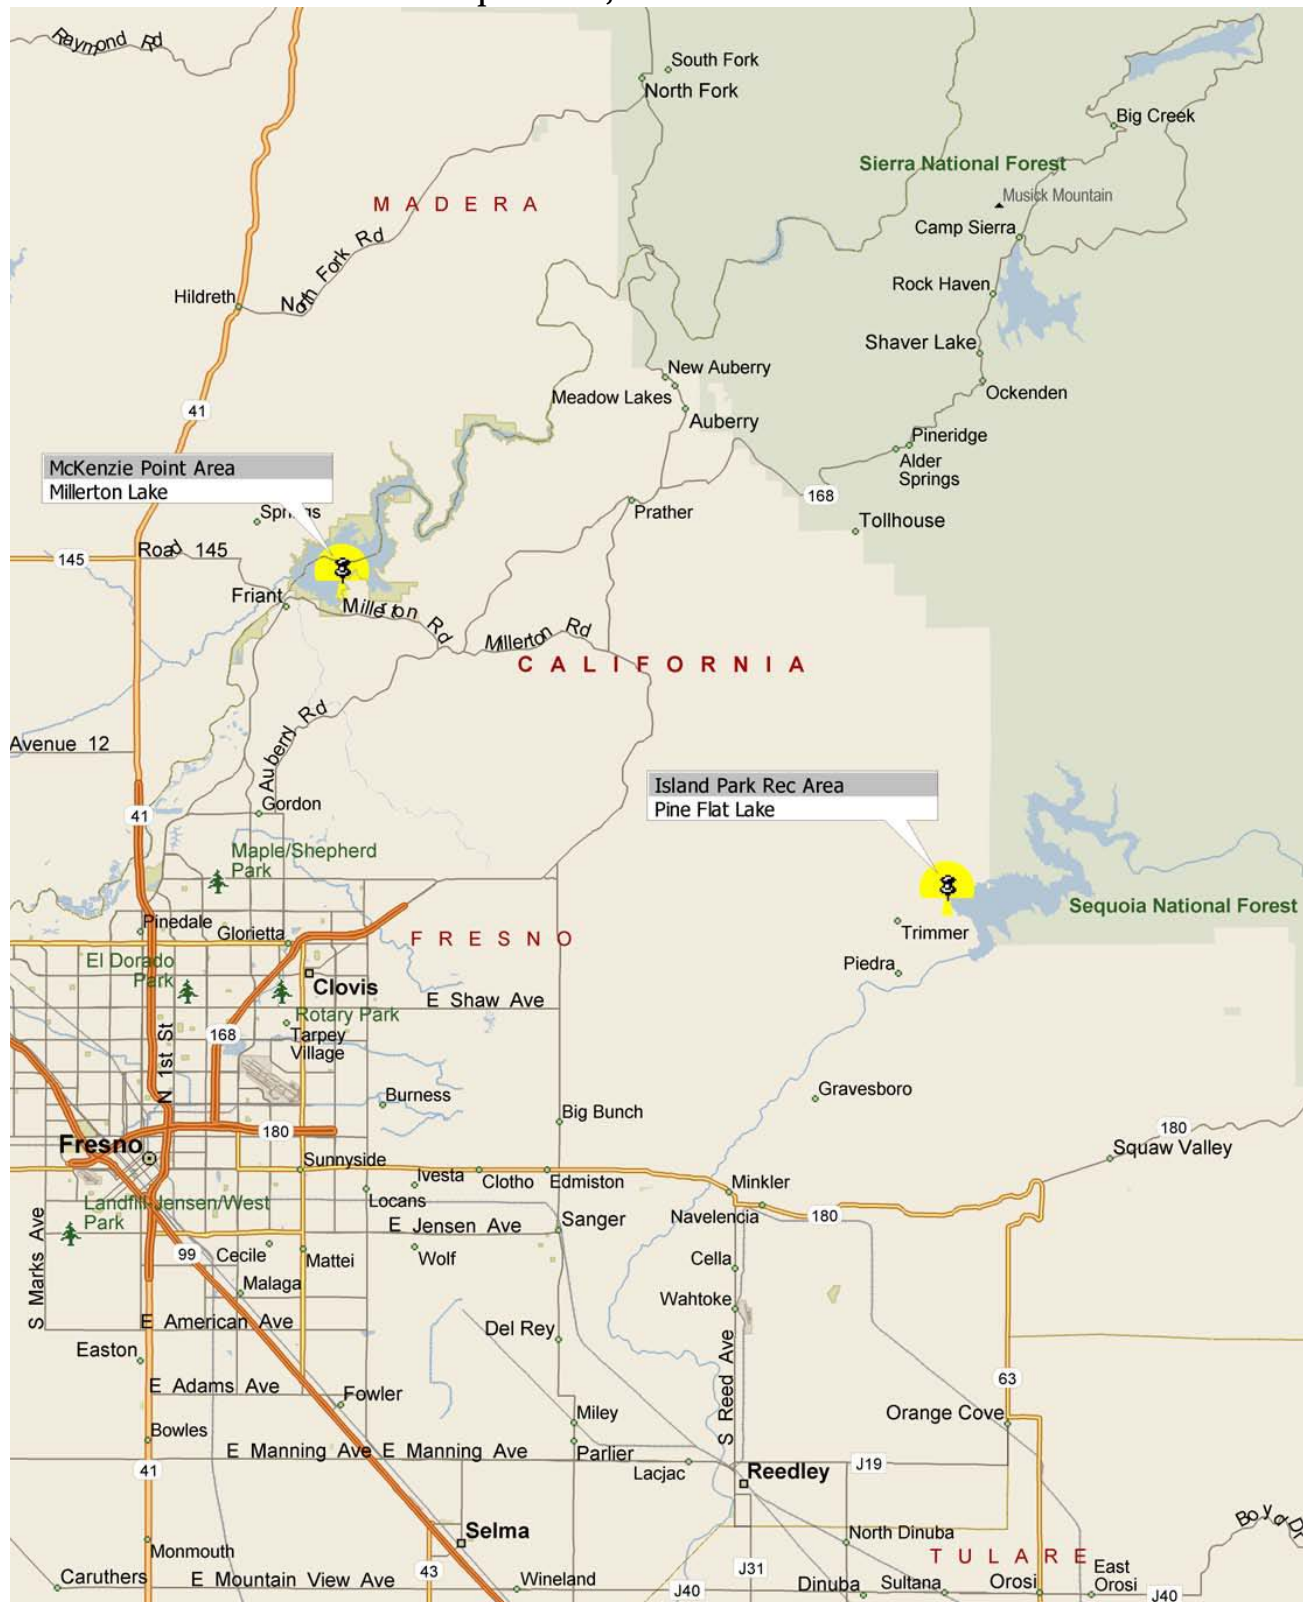 Raymond Rd
South Fork
North Fork
Big Creek
Sierra National Forest
MADERA
Musick Mountain
Camp Sierra
North Fork Rd
Rock Haven
Hildreth
Shaver Lake
New Auberry
Meadow Lakes
Ockenden
41
Auberry
Pineridge
McKenzie Point Area
Millerton Lake
Alder
Springs
168
Springs
Prather
Tollhouse
145
Road 145
Friant
Millerton Rd
Millerton Rd
CALIFORNIA
Auberry Rd
Avenue 12
Island Park Rec Area
Pine Flat Lake
Gordon
41
Maple/Shepherd
Park
Sequoia National Forest
Pinedale
Glorietta
FRESNO
Trimmer
El Dorado
Park
Piedra
Clovis
E Shaw Ave
Rotary Park
N 1st St
168
Tarpey
Village
Burness
Gravesboro
Big Bunch
180
180
Fresno
Squaw Valley
Sunnyside
Ivesta
Clotho
Edmiston
Minkler
Landfill-Jensen/West
Park
Locans
Navelencia
180
E Jensen Ave
Sanger
S Marks Ave
99
Cecile
Mattei
Wolf
Cella
Malaga
Wahtoke
E American Ave
Del Rey
Easton
S Reed Ave
E Adams Ave
63
Fowler
Miley
Orange Cove
Bowles
E Manning Ave
E Manning Ave
Parlier
41
Lacjac
Reedley
J19
Selma
Boyd Dr
Monmouth
North Dinuba
TULARE
Caruthers
E Mountain View Ave
43
Wineland
J40
J31
Dinuba
Sultana
Orosi
East
Orosi
J40